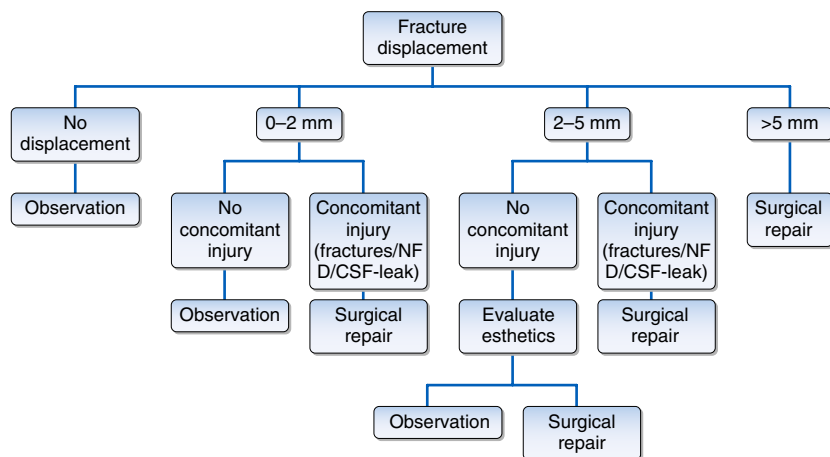 Fracture
displacement
No
displacement
0–2 mm
2–5 mm
>5 mm
Observation
No
concomitant
injury
Concomitant
injury
(fractures/NF
D/CSF-leak)
No
concomitant
injury
Concomitant
injury
(fractures/NF
D/CSF-leak)
Surgical
repair
Observation
Surgical
repair
Evaluate
esthetics
Surgical
repair
Observation
Surgical
repair